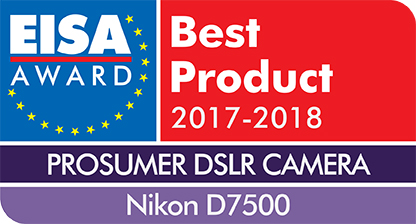 EISA
AWARD
Best
Product
2017-2018
PROSUMER DSLR CAMERA
Nikon D7500